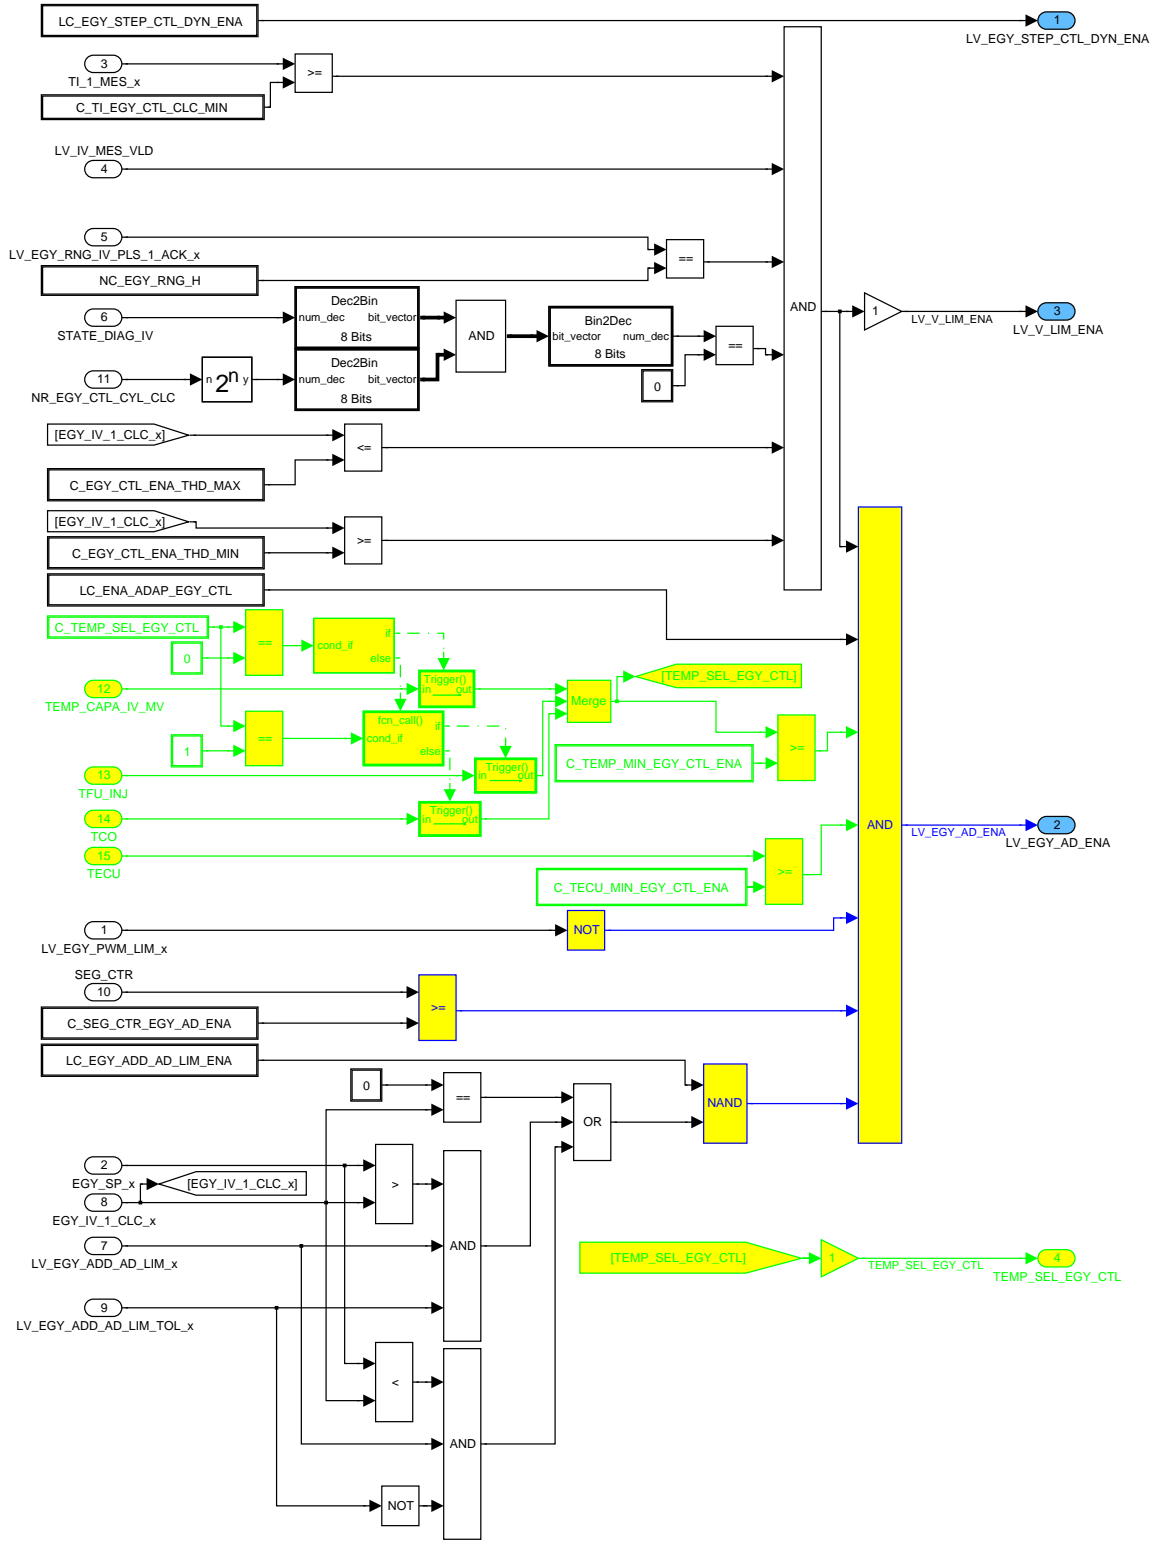 LC_EGY_STEP_CTL_DYN_ENA
1
LV_EGY_STEP_CTL_DYN_ENA
3
TI_1_MES_x
>=
C_TI_EGY_CTL_CLC_MIN
LV_IV_MES_VLD
4
5
LV_EGY_RNG_IV_PLS_1_ACK_x
==
NC_EGY_RNG_H
6
STATE_DIAG_IV
Dec2Bin
num_dec bit_vector
8 Bits
AND
Bin2Dec
bit_vector num_dec
8 Bits
==
0
AND
1
LV_V_LIM_ENA
3
LV_V_LIM_ENA
11
NR_EGY_CTL_CYL_CLC
n 2^n y
Dec2Bin
num_dec bit_vector
8 Bits
[EGY_IV_1_CLC_x]
<=
C_EGY_CTL_ENA_THD_MAX
[EGY_IV_1_CLC_x]
>=
C_EGY_CTL_ENA_THD_MIN
LC_ENA_ADAP_EGY_CTL
C_TEMP_SEL_EGY_CTL
==
0
if
cond_if
else
12
TEMP_CAPA_IV_MV
Trigger()
in out
Merge
[TEMP_SEL_EGY_CTL]
==
1
fcn_call()
if
cond_if
else
>=
C_TEMP_MIN_EGY_CTL_ENA
13
TFU_INJ
Trigger()
in out
14
TCO
Trigger()
in out
AND
LV_EGY_AD_ENA
2
LV_EGY_AD_ENA
15
TECU
>=
C_TECU_MIN_EGY_CTL_ENA
1
LV_EGY_PWM_LIM_x
NOT
SEG_CTR
10
>=
C_SEG_CTR_EGY_AD_ENA
LC_EGY_ADD_AD_LIM_ENA
0
==
OR
NAND
2
EGY_SP_x
[EGY_IV_1_CLC_x]
8
EGY_IV_1_CLC_x
>
7
LV_EGY_ADD_AD_LIM_x
AND
[TEMP_SEL_EGY_CTL]
1
TEMP_SEL_EGY_CTL
4
TEMP_SEL_EGY_CTL
9
LV_EGY_ADD_AD_LIM_TOL_x
<
AND
NOT